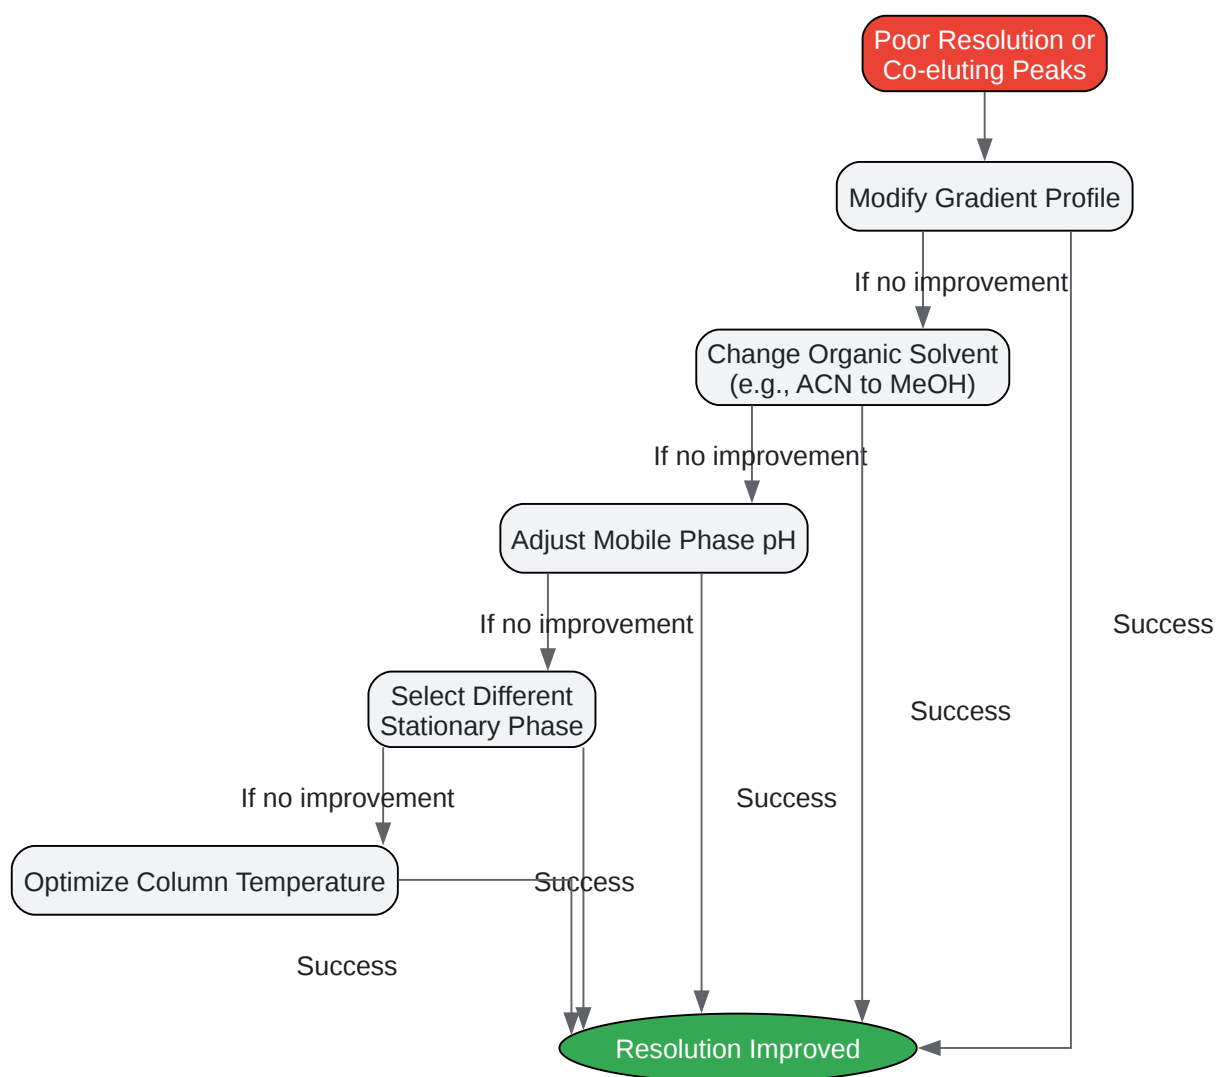 Poor Resolution or
Co-eluting Peaks
Modify Gradient Profile
If no improvement
Change Organic Solvent
(e.g., ACN to MeOH)
If no improvement
Adjust Mobile Phase pH
If no improvement
Success
Select Different
Stationary Phase
Success
If no improvement
Success
Optimize Column Temperature
Success
Success
Resolution Improved